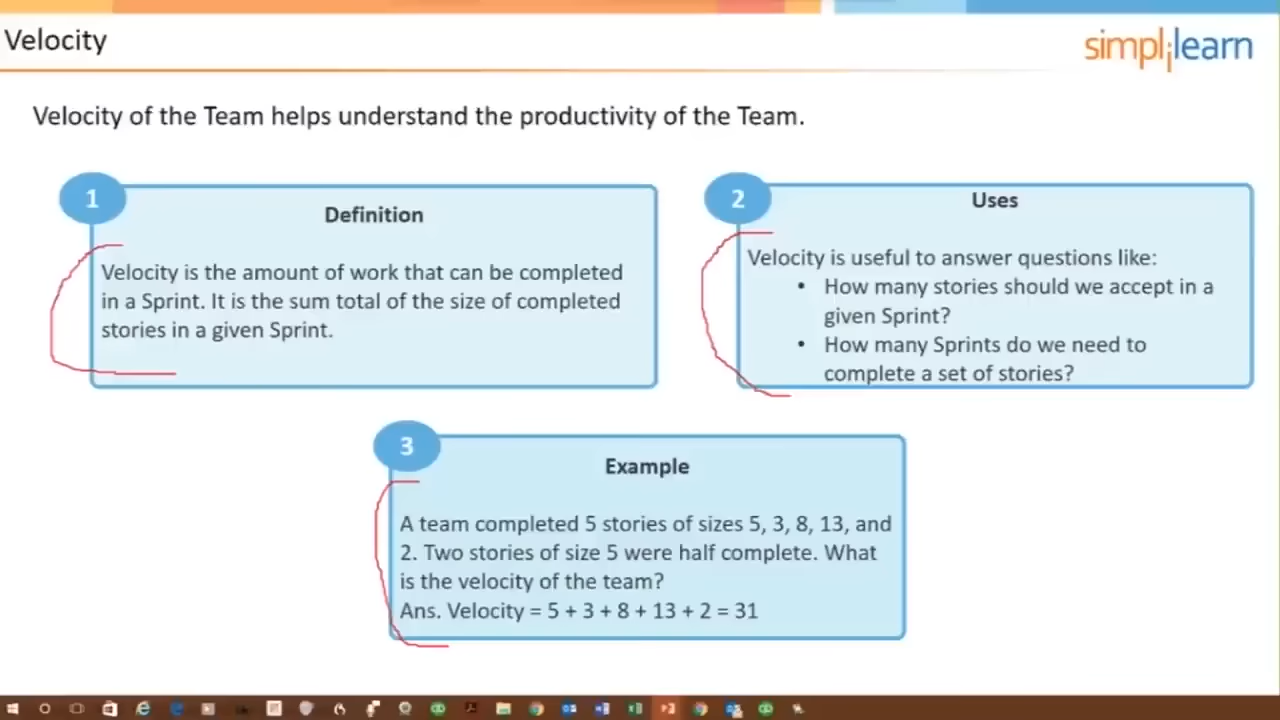 Velocity
simplilearn
Velocity of the Team helps understand the productivity of the Team.
1
Definition
Velocity is the amount of work that can be completed
in a Sprint. It is the sum total of the size of completed
stories in a given Sprint.
2
Uses
Velocity is useful to answer questions like:
• How many stories should we accept in a
given Sprint?
• How many Sprints do we need to
complete a set of stories?
3
Example
A team completed 5 stories of sizes 5, 3, 8, 13, and
2. Two stories of size 5 were half complete. What
is the velocity of the team?
Ans. Velocity = 5 + 3 + 8 + 13 + 2 = 31